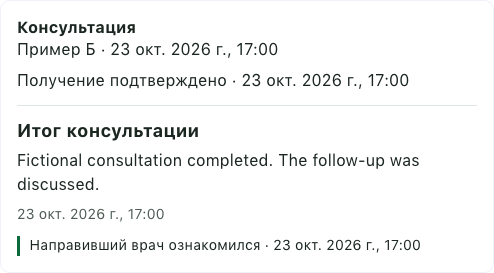 Консультация
Пример Б · 23 окт. 2026 г., 17:00
Получение подтверждено · 23 окт. 2026 г., 17:00
Итог консультации
Fictional consultation completed. The follow-up was
discussed.
23 окт. 2026 г., 17:00
Направивший врач ознакомился · 23 окт. 2026 г., 17:00